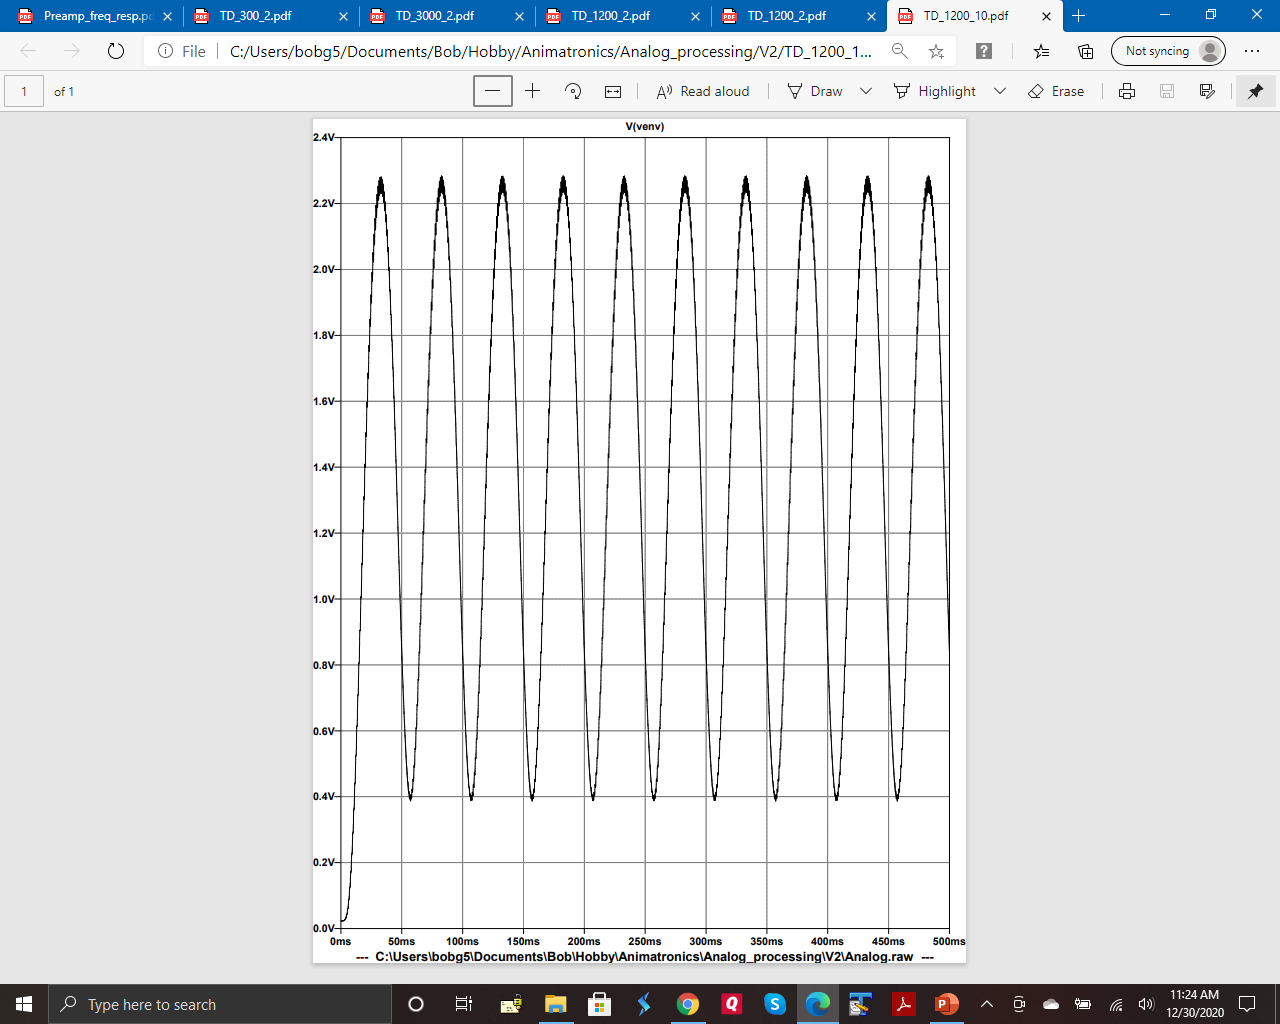 Preamp_freq_resp.pd
TD_300_2.pdf
TD_3000_2.pdf
TD_1200_2.pdf
TD_1200_2.pdf
TD_1200_10.pdf
File
C:/Users/bobg5/Documents/Bob/Hobby/Animatronics/Analog_processing/V2/TD_1200_1...
Not syncing
1 of 1
Read aloud
Draw
Highlight
Erase
V(venv)
2.4V
2.2V
2.0V
1.8V
1.6V
1.4V
1.2V
1.0V
0.8V
0.6V
0.4V
0.2V
0.0V
0ms 50ms 100ms 150ms 200ms 250ms 300ms 350ms 400ms 450ms 500ms
--- C:\Users\bobg5\Documents\Bob\Hobby\Animatronics\Analog_processing\V2\Analog.raw ---
Type here to search
11:24 AM
12/30/2020